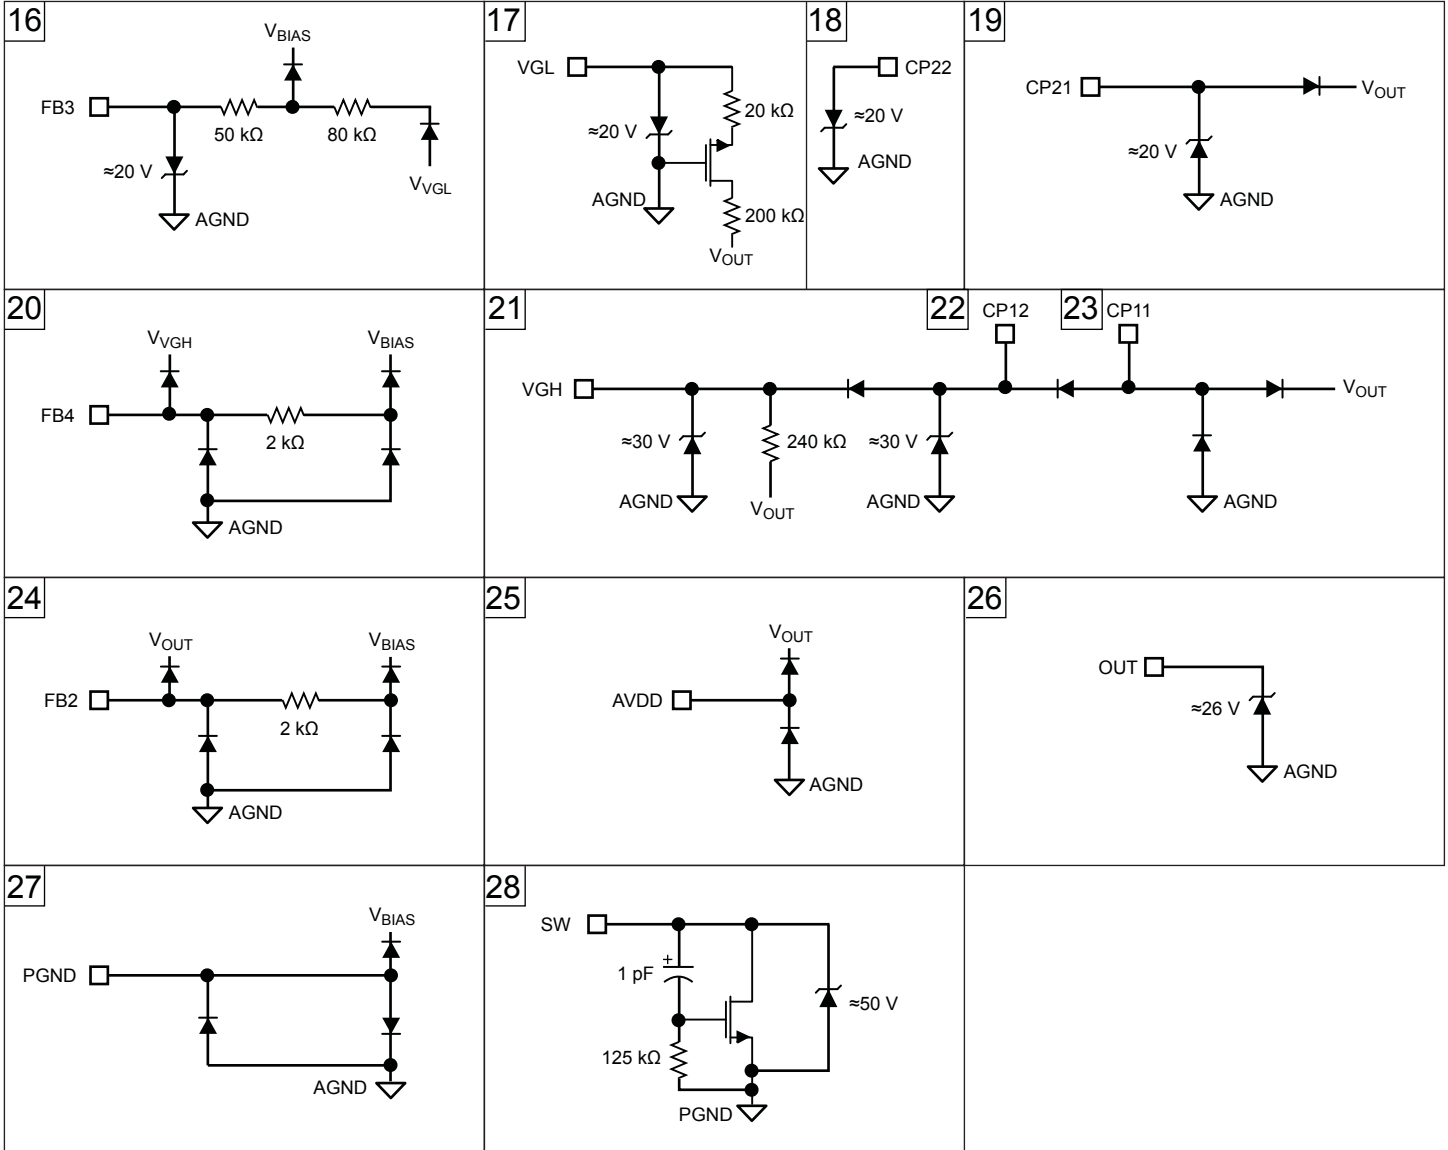 16
V_BIAS
FB3
50 kΩ
80 kΩ
≈20 V
V_VGL
AGND
17
VGL
20 kΩ
≈20 V
AGND
200 kΩ
V_OUT
18
CP22
≈20 V
AGND
19
CP21
V_OUT
≈20 V
AGND
20
V_VGH
V_BIAS
FB4
2 kΩ
AGND
21
22
CP12
23
CP11
VGH
V_OUT
≈30 V
240 kΩ
≈30 V
AGND
V_OUT
AGND
AGND
24
V_OUT
V_BIAS
FB2
2 kΩ
AGND
25
V_OUT
AVDD
AGND
26
OUT
≈26 V
AGND
27
V_BIAS
PGND
AGND
28
SW
+
1 pF
≈50 V
125 kΩ
PGND